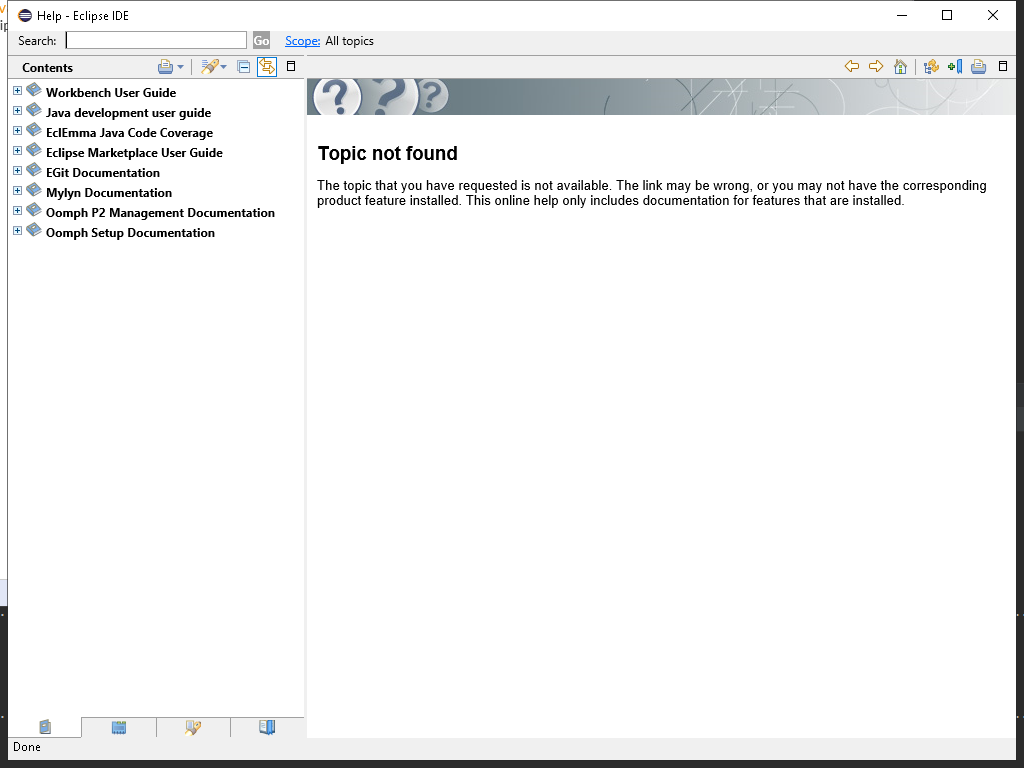 Help - Eclipse IDE
Search:
Go
Scope: All topics
Contents
Workbench User Guide
Java development user guide
EclEmma Java Code Coverage
Eclipse Marketplace User Guide
EGit Documentation
Mylyn Documentation
Oomph P2 Management Documentation
Oomph Setup Documentation
? ? ?
Topic not found
The topic that you have requested is not available. The link may be wrong, or you may not have the corresponding
product feature installed. This online help only includes documentation for features that are installed.
Done